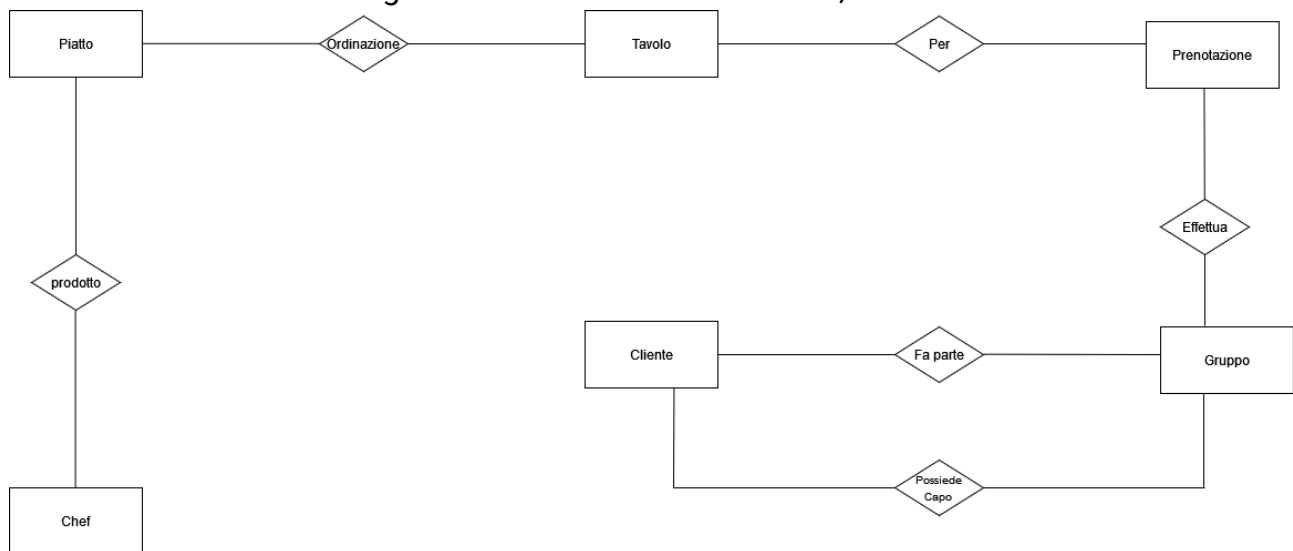 Piatto
Ordinazione
Tavolo
Per
Prenotazione
Effettua
prodotto
Cliente
Fa parte
Gruppo
Possiede
Capo
Chef